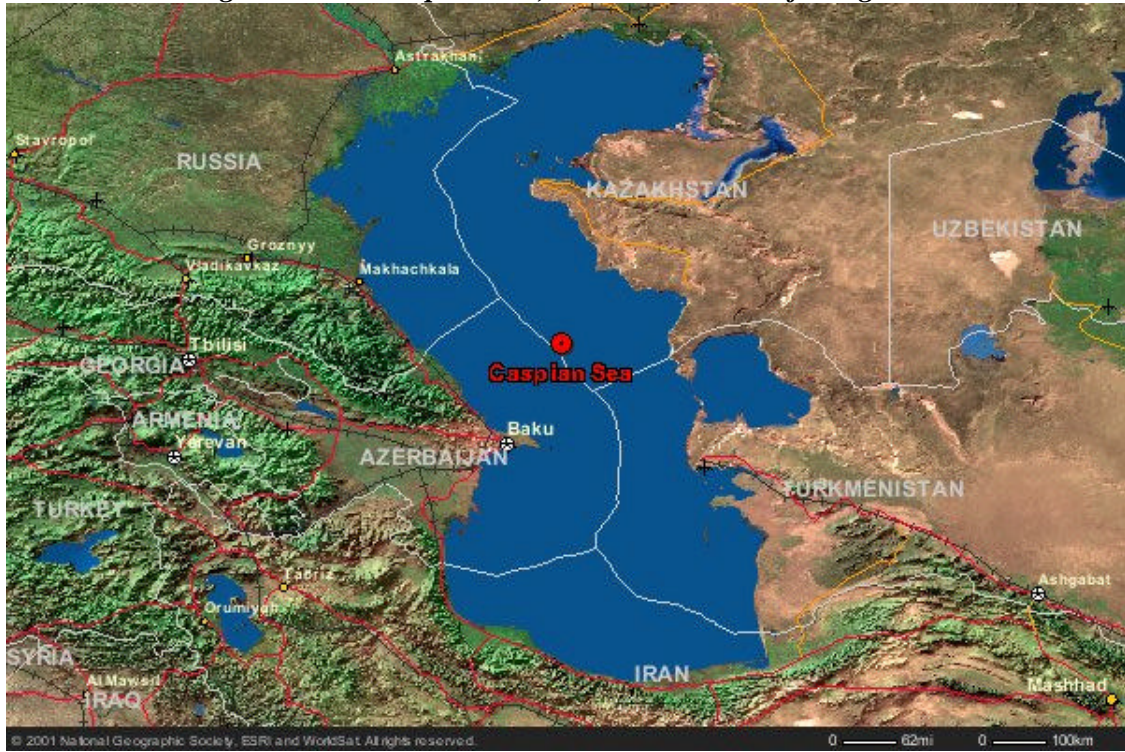 Astrakhan
Stavropol
RUSSIA
KAZAKHSTAN
UZBEKISTAN
Groznyy
Vladikavkaz
Makhachkala
Tbilisi
GEORGIA
Caspian Sea
ARMENIA
Baku
Yerevan
AZERBAIJAN
TURKMENISTAN
TURKEY
Tabriz
Ashgabat
Orumiyah
SYRIA
IRAN
Al Mawsil
IRAQ
Mashhad
© 2001 National Geographic Society, ESRI and WorldSat. All rights reserved.
0 62mi 0 100km